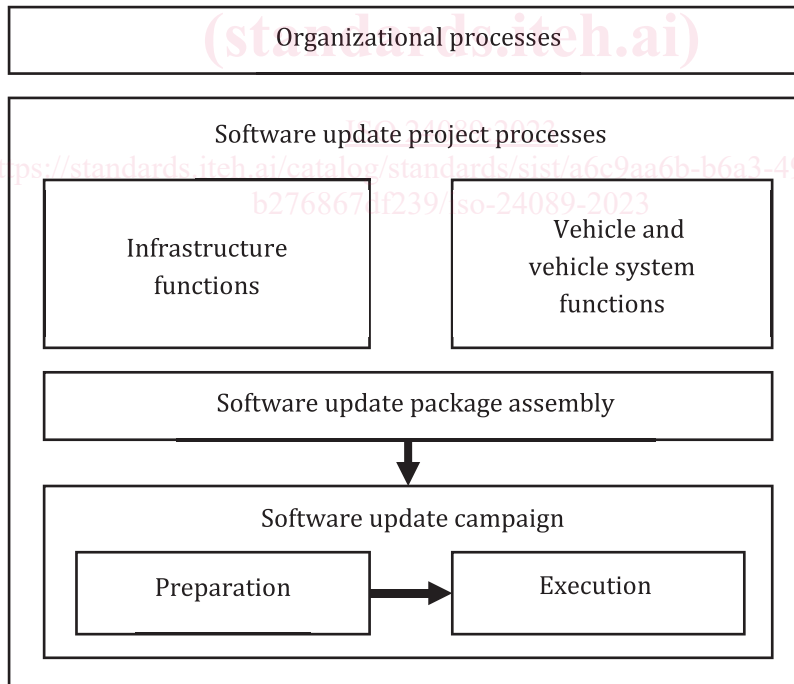 (standards.iteh.ai)
Organizational processes
ISO 24089:2023
Software update project processes
ttps://standards.iteh.ai/catalog/standards/sist/a6c9aa6b-b6a3-49
b276867df239/iso-24089-2023
Infrastructure
functions
Vehicle and
vehicle system
functions
Software update package assembly
Software update campaign
Preparation
Execution